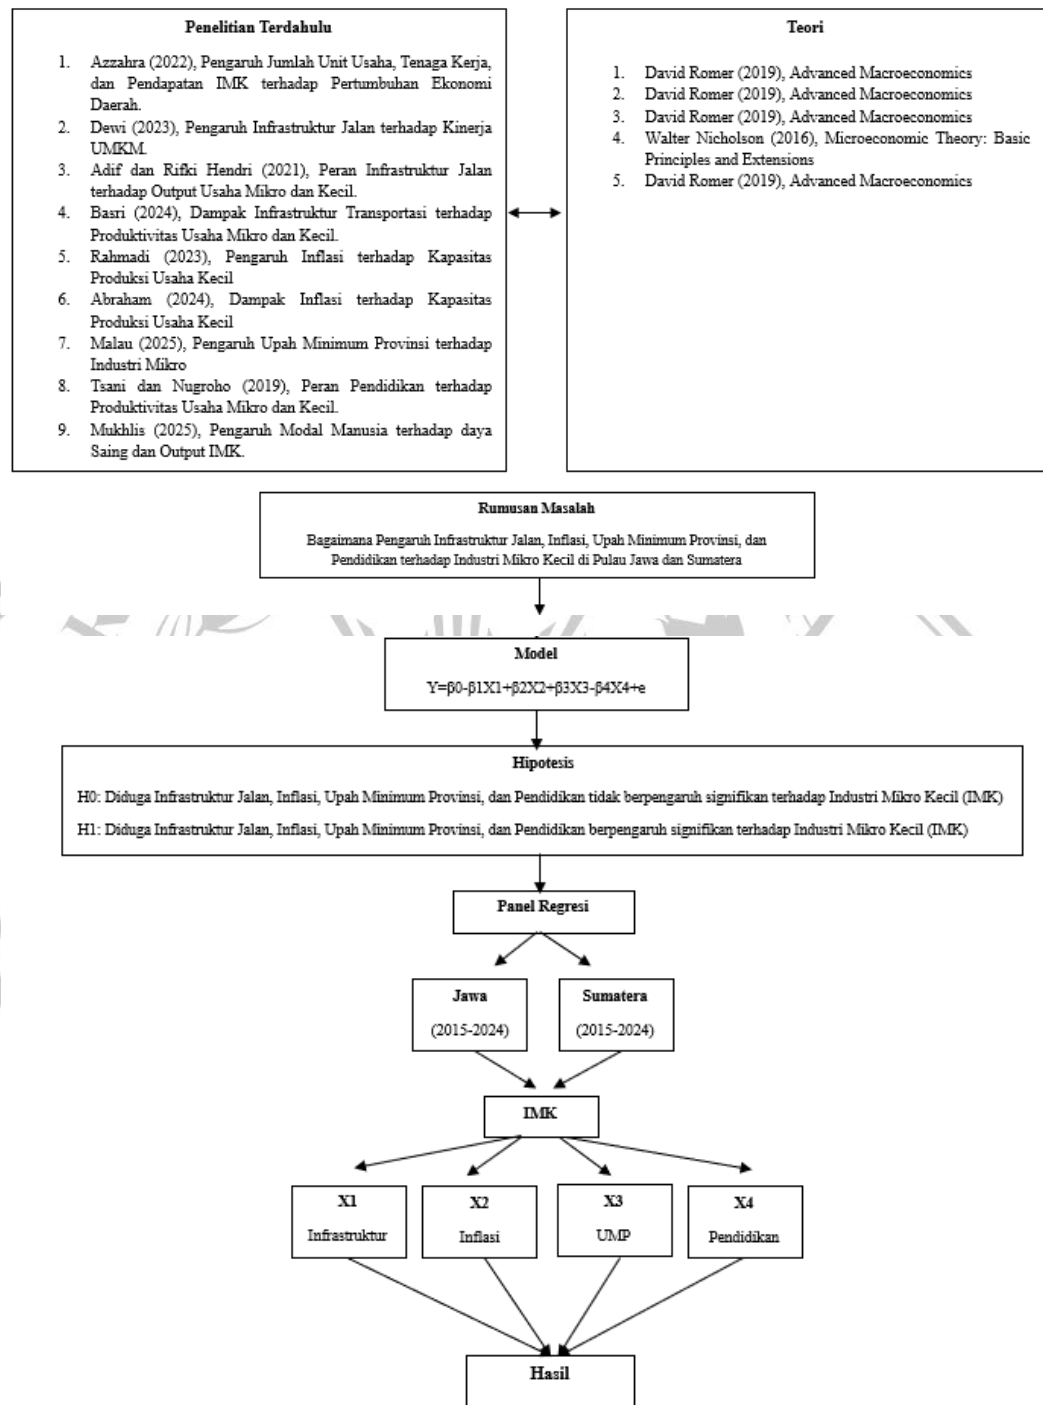 Penelitian Terdahulu
1. Azzahra (2022), Pengaruh Jumlah Unit Usaha, Tenaga Kerja,
dan Pendapatan IMK terhadap Pertumbuhan Ekonomi
Daerah.
2. Dewi (2023), Pengaruh Infrastruktur Jalan terhadap Kinerja
UMKM.
3. Adif dan Rifki Hendri (2021), Peran Infrastruktur Jalan
terhadap Output Usaha Mikro dan Kecil.
4. Basri (2024), Dampak Infrastruktur Transportasi terhadap
Produktivitas Usaha Mikro dan Kecil.
5. Rahmadi (2023), Pengaruh Inflasi terhadap Kapasitas
Produksi Usaha Kecil
6. Abraham (2024), Dampak Inflasi terhadap Kapasitas
Produksi Usaha Kecil
7. Malau (2025), Pengaruh Upah Minimum Provinsi terhadap
Industri Mikro
8. Tsani dan Nugroho (2019), Peran Pendidikan terhadap
Produktivitas Usaha Mikro dan Kecil.
9. Mukhlis (2025), Pengaruh Modal Manusia terhadap daya
Saing dan Output IMK.
Teori
1. David Romer (2019), Advanced Macroeconomics
2. David Romer (2019), Advanced Macroeconomics
3. David Romer (2019), Advanced Macroeconomics
4. Walter Nicholson (2016), Microeconomic Theory: Basic
Principles and Extensions
5. David Romer (2019), Advanced Macroeconomics
Rumusan Masalah
Bagaimana Pengaruh Infrastruktur Jalan, Inflasi, Upah Minimum Provinsi, dan
Pendidikan terhadap Industri Mikro Kecil di Pulau Jawa dan Sumatera
Model
Y=β0-β1X1+β2X2+β3X3-β4X4+e
Hipotesis
H0: Diduga Infrastruktur Jalan, Inflasi, Upah Minimum Provinsi, dan Pendidikan tidak berpengaruh signifikan terhadap Industri Mikro Kecil (IMK)
H1: Diduga Infrastruktur Jalan, Inflasi, Upah Minimum Provinsi, dan Pendidikan berpengaruh signifikan terhadap Industri Mikro Kecil (IMK)
Panel Regresi
Jawa
(2015-2024)
Sumatera
(2015-2024)
IMK
X1
Infrastruktur
X2
Inflasi
X3
UMP
X4
Pendidikan
Hasil